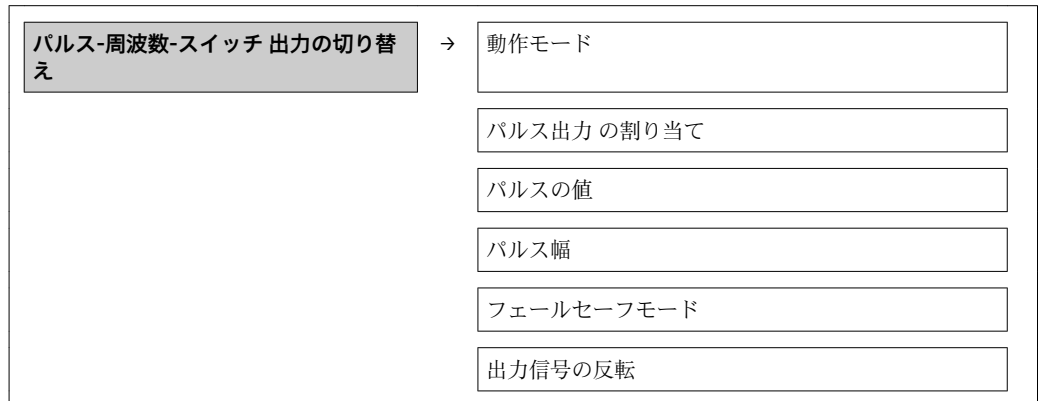 パルス-周波数-スイッチ 出力の切り替
え
→
動作モード
パルス出力 の割り当て
パルスの値
パルス幅
フェールセーフモード
出力信号の反転